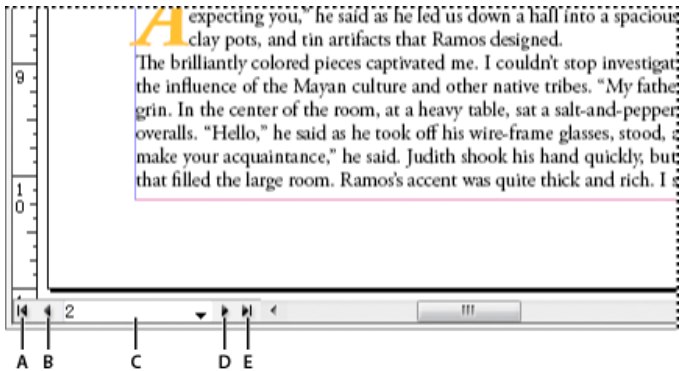 A expecting you,” he said as he led us down a hall into a spacious
clay pots, and tin artifacts that Ramos designed.
The brilliantly colored pieces captivated me. I couldn’t stop
the influence of the Mayan culture and other native tribes. “My
grin. In the center of the room, at a heavy table, sat a salt-and-pepper
overalls. “Hello,” he said as he took off his wire-frame glasses, stood,
make your acquaintance,” he said. Judith shook his hand quickly, but
that filled the large room. Ramos’s accent was quite thick and rich. I
9
10
2
A B C D E